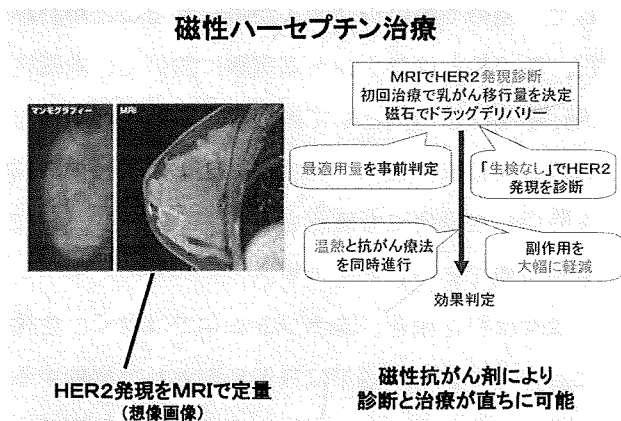 磁性ハーセプチン治療
マンモグラフィー
MRI
MRIでHER2発現診断
初回治療で乳がん移行量を決定
磁石でドラッグデリバリー
最適用量を事前判定
「生検なし」でHER2
発現を診断
温熱と抗がん療法
を同時進行
副作用を
大幅に軽減
効果判定
HER2発現をMRIで定量
(想像画像)
磁性抗がん剤により
診断と治療が直ちに可能